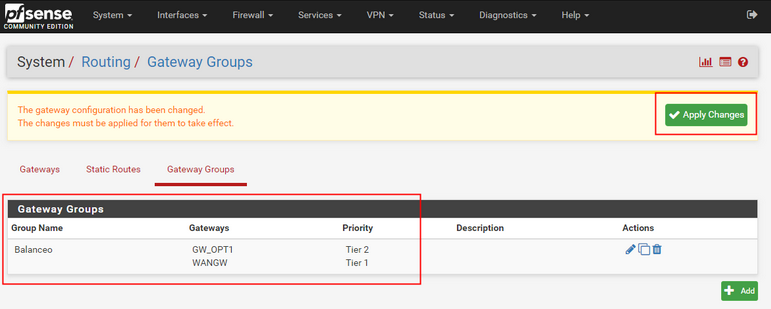 pfsense
COMMUNITY EDITION
System Interfaces Firewall Services VPN Status Diagnostics Help
System / Routing / Gateway Groups
The gateway configuration has been changed.
The changes must be applied for them to take effect.
Apply Changes
Gateways Static Routes Gateway Groups
Gateway Groups
Group Name Gateways Priority Description Actions
Balanceo GW_OPT1 Tier 2
WANGW Tier 1
Add